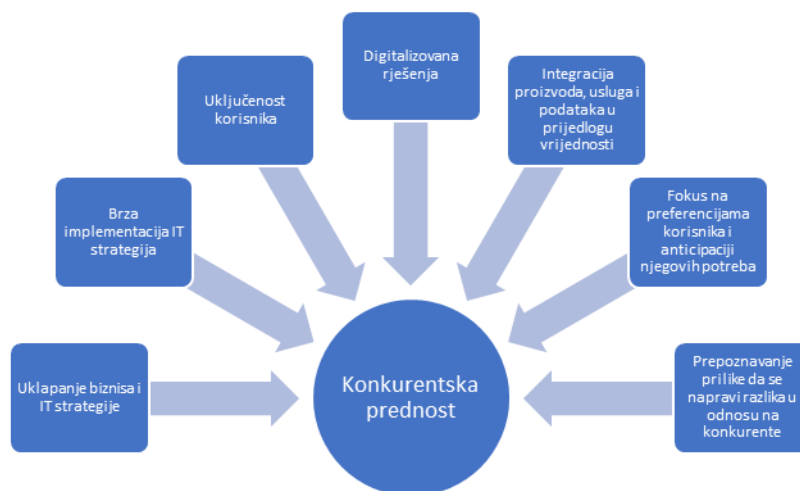 Digitalizovana
rješenja
Uključenost
korisnika
Integracija
proizvoda, usluga i
podataka u
prijedlogu
vrijednosti
Brza
implementacija IT
strategija
Fokus na
preferencijama
korisnika i
anticipaciji
njegovih potreba
Uklapanje biznisa i
IT strategije
Konkurentska
prednost
Prepoznavanje
prilike da se
napravi razlika u
odnosu na
konkurente